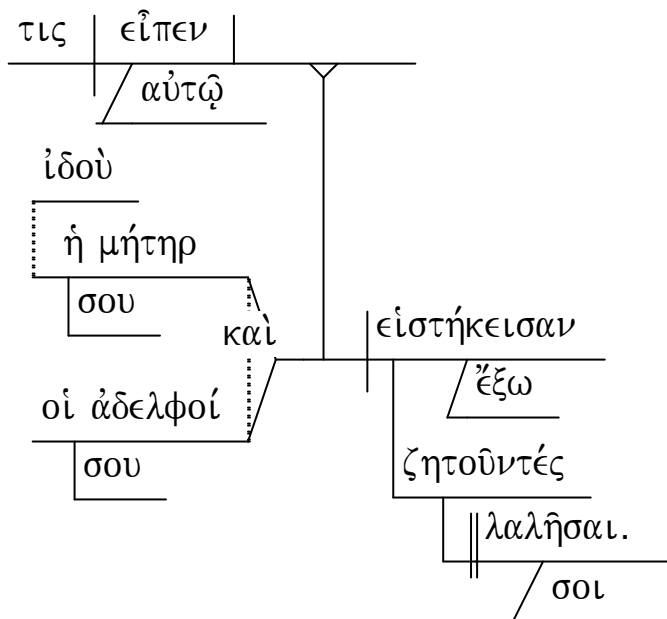 τις εἶπεν
αὐτῷ
ἰδοὺ
ἡ μήτηρ
σου
καὶ
εἱστήκεισαν
ἔξω
οἱ ἀδελφοί
σου
ζητοῦντές
λαλῆσαι.
σοι